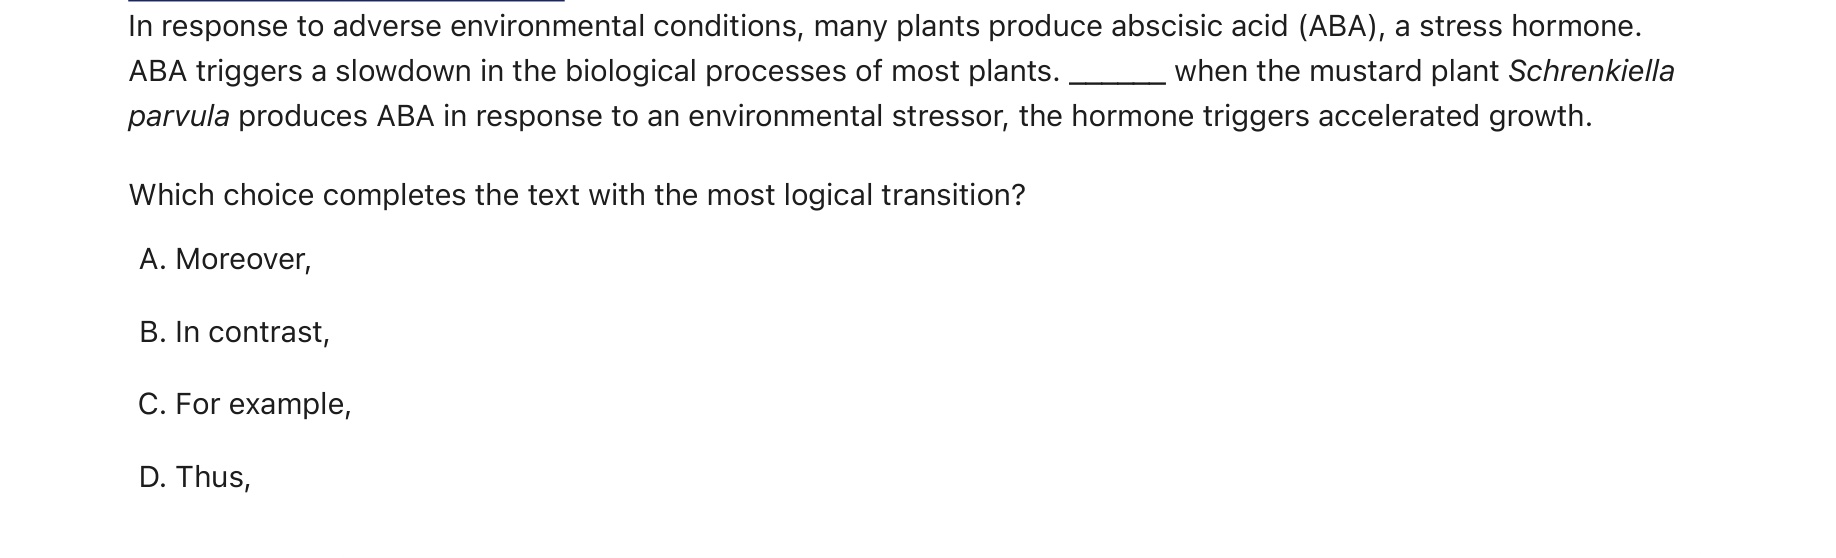 In response to adverse environmental conditions, many plants produce abscisic acid (ABA), a stress hormone.
ABA triggers a slowdown in the biological processes of most plants. ______ when the mustard plant Schrenkiella
parvula produces ABA in response to an environmental stressor, the hormone triggers accelerated growth.
Which choice completes the text with the most logical transition?
A. Moreover,
B. In contrast,
C. For example,
D. Thus,